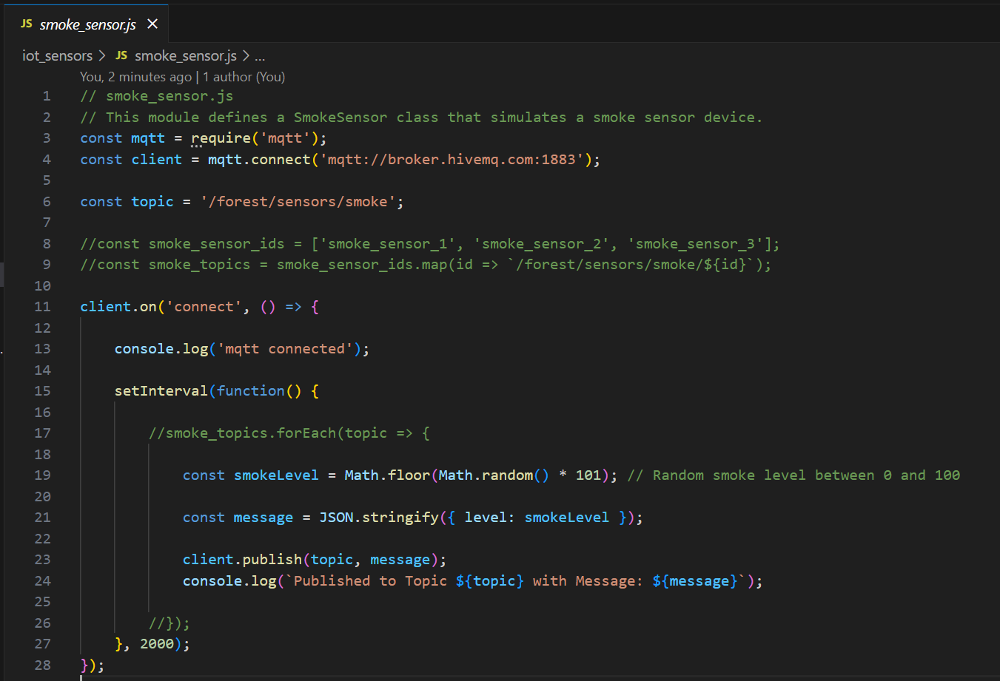 JS smoke_sensor.js ×
iot_sensors > JS smoke_sensor.js > ...
You, 2 minutes ago | 1 author (You)
1 // smoke_sensor.js
2 // This module defines a SmokeSensor class that simulates a smoke sensor device.
3 const mqtt = require('mqtt');
4 const client = mqtt.connect('mqtt://broker.hivemq.com:1883');
5
6 const topic = '/forest/sensors/smoke';
7
8 //const smoke_sensor_ids = ['smoke_sensor_1', 'smoke_sensor_2', 'smoke_sensor_3'];
9 //const smoke_topics = smoke_sensor_ids.map(id => `/forest/sensors/smoke/${id}`);
10
11 client.on('connect', () => {
12
13     console.log('mqtt connected');
14
15     setInterval(function() {
16
17         //smoke_topics.forEach(topic => {
18
19             const smokeLevel = Math.floor(Math.random() * 101); // Random smoke level between 0 and 100
20
21             const message = JSON.stringify({ level: smokeLevel });
22
23             client.publish(topic, message);
24             console.log(`Published to Topic ${topic} with Message: ${message}`);
25
26         //});
27     }, 2000);
28 });